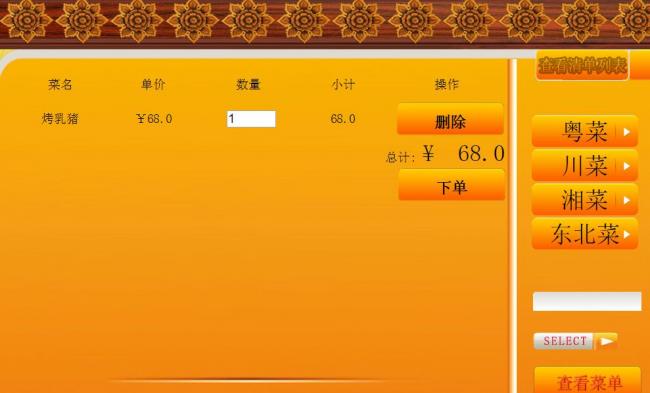 查看清单列表
菜名 单价 数量 小计 操作
烤乳猪 ￥68.0 1 68.0 删除
总计:￥ 68.0
下单
粤菜
川菜
湘菜
东北菜
SELECT
查看菜单